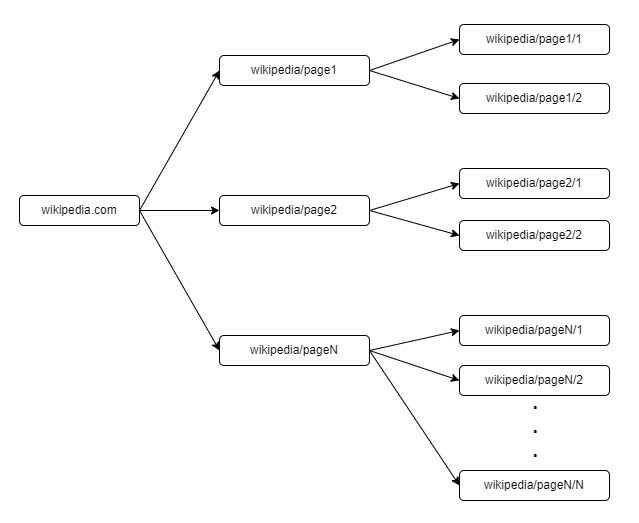 wikipedia.com
wikipedia/page1
wikipedia/page1/1
wikipedia/page1/2
wikipedia/page2
wikipedia/page2/1
wikipedia/page2/2
wikipedia/pageN
wikipedia/pageN/1
wikipedia/pageN/2
.
.
.
wikipedia/pageN/N